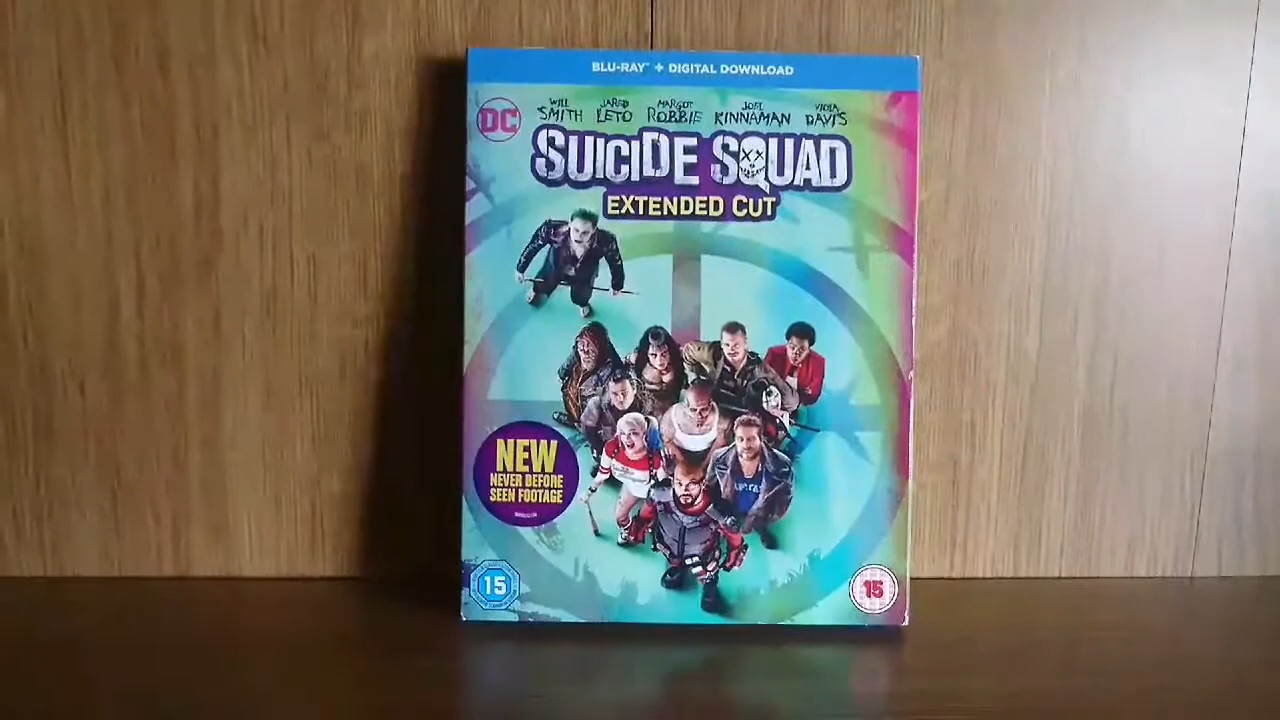 BLU-RAY™ + DIGITAL DOWNLOAD
DC
WILL SMITH JARED LETO MARGOT ROBBIE JOEL KINNAMAN VIOLA DAVIS
SUICIDE SQUAD
EXTENDED CUT
NEW
NEVER BEFORE
SEEN FOOTAGE
15
15